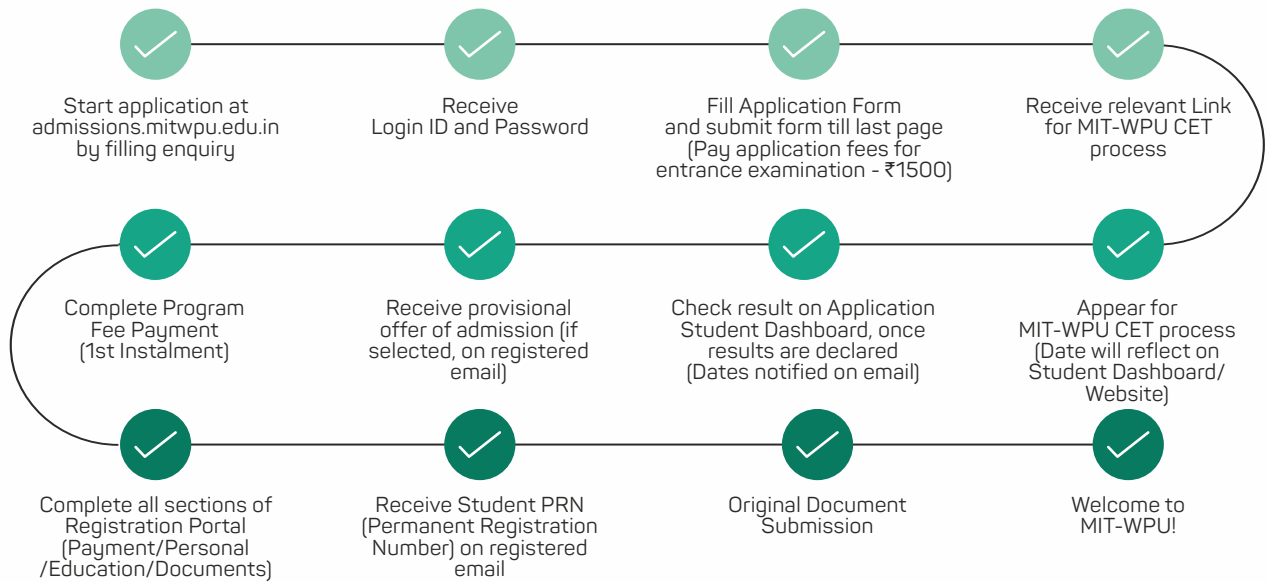 Start application at
admissions.mitwpu.edu.in
by filling enquiry
Receive
Login ID and Password
Fill Application Form
and submit form till last page
(Pay application fees for
entrance examination - ₹1500)
Receive relevant Link
for MIT-WPU CET
process
Complete Program
Fee Payment
(1st Instalment)
Receive provisional
offer of admission (if
selected, on registered
email)
Check result on Application
Student Dashboard, once
results are declared
(Dates notified on email)
Appear for
MIT-WPU CET process
(Date will reflect on
Student Dashboard/
Website)
Complete all sections of
Registration Portal
(Payment/Personal
/Education/Documents)
Receive Student PRN
(Permanent Registration
Number) on registered
email
Original Document
Submission
Welcome to
MIT-WPU!